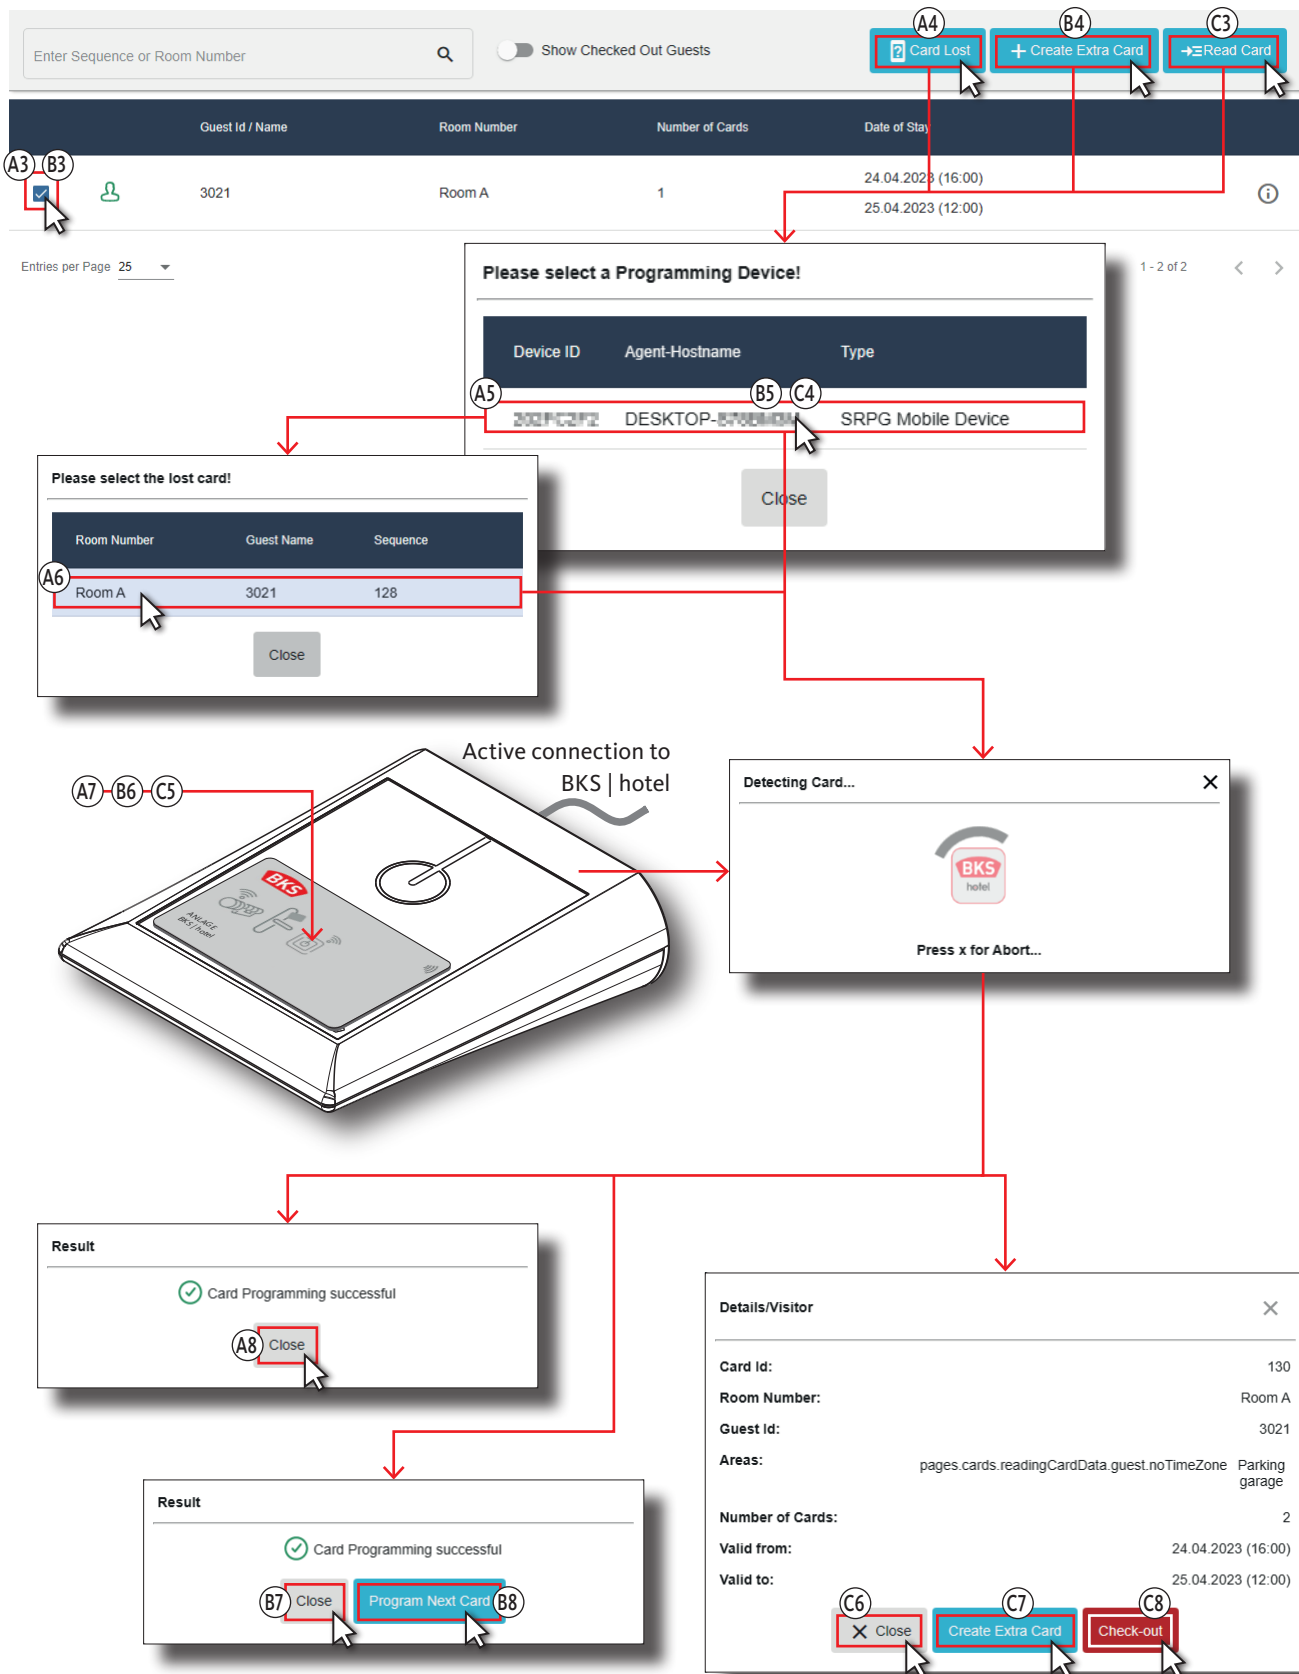 A4 B4 C3
Enter Sequence or Room Number Show Checked Out Guests ? Card Lost + Create Extra Card Read Card
Guest Id / Name Room Number Number of Cards Date of Stay
A3 B3
3021 Room A 1 24.04.2023 (16:00)
25.04.2023 (12:00)
Entries per Page 25 1 - 2 of 2
Please select a Programming Device!
Device ID Agent-Hostname Type
A5 B5 C4
DESKTOP- SRPG Mobile Device
Close
Please select the lost card!
Room Number Guest Name Sequence
A6
Room A 3021 128
Close
Active connection to
BKS | hotel
A7 B6 C5
BKS
ANLAGE
BKS | hotel
Detecting Card... X
BKS
hotel
Press x for Abort...
Result
Card Programming successful
A8 Close
Result
Card Programming successful
B7 Close Program Next Card B8
Details/Visitor X
Card Id: 130
Room Number: Room A
Guest Id: 3021
Areas: pages.cards.readingCardData.guest.noTimeZone Parking
garage
Number of Cards: 2
Valid from: 24.04.2023 (16:00)
Valid to: 25.04.2023 (12:00)
C6 C7 C8
X Close Create Extra Card Check-out